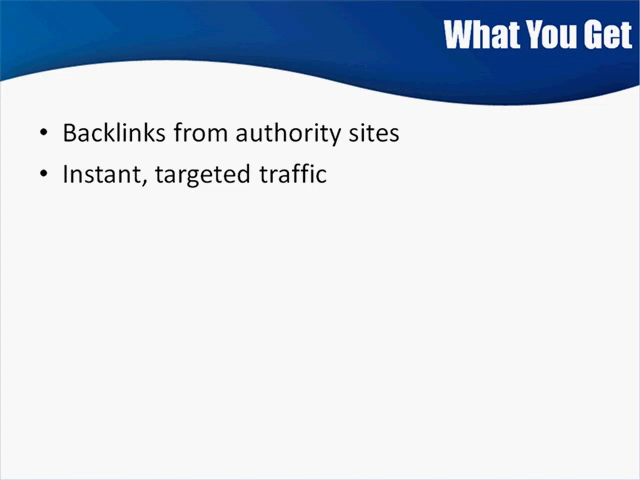 What You Get
• Backlinks from authority sites
• Instant, targeted traffic